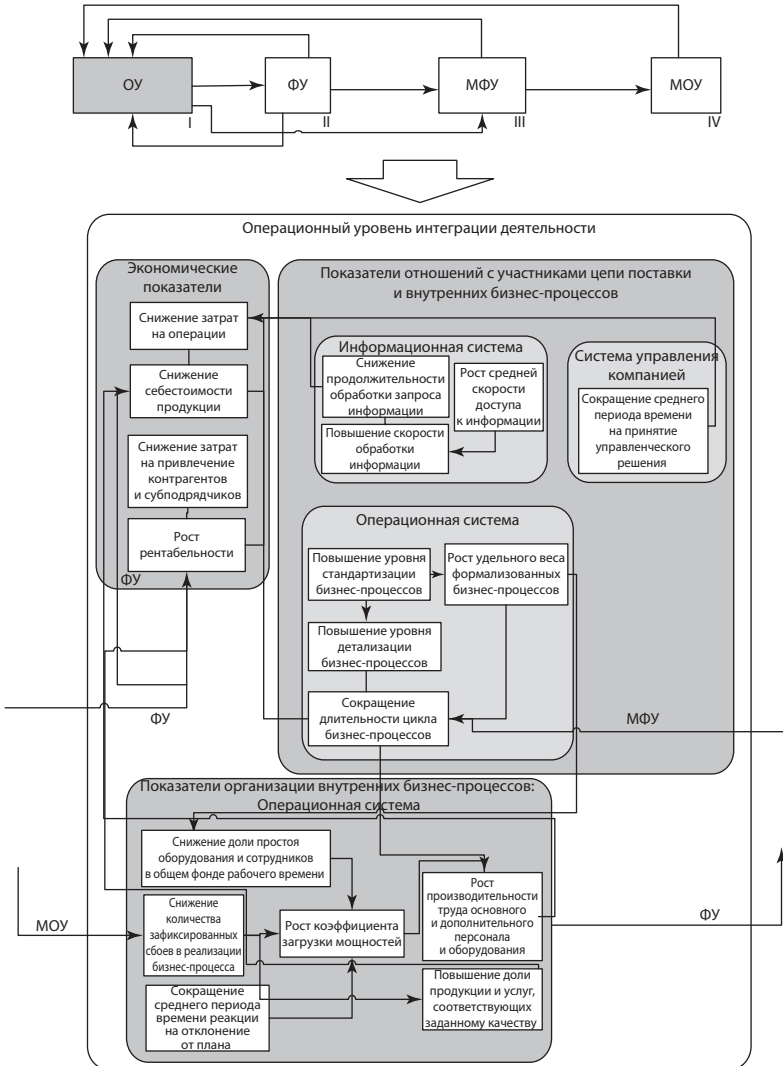 ОУ
I
ФУ
II
МФУ
III
МОУ
IV
Операционный уровень интеграции деятельности
Экономические
показатели
Снижение затрат
на операции
Снижение
себестоимости
продукции
Снижение затрат
на привлечение
контрагентов
и субподрядчиков
Рост
рентабельности
ФУ
ФУ
Показатели отношений с участниками цепи поставки
и внутренних бизнес-процессов
Информационная система
Снижение
продолжительности
обработки запроса
информации
Рост средней
скорости
доступа
к информации
Повышение скорости
обработки
информации
Система управления
компанией
Сокращение среднего
периода времени
на принятие
управленческого
решения
Операционная система
Повышение уровня
стандартизации
бизнес-процессов
Рост удельного веса
формализованных
бизнес-процессов
Повышение уровня
детализации
бизнес-процессов
Сокращение
длительности цикла
бизнес-процессов
МФУ
Показатели организации внутренних бизнес-процессов:
Операционная система
Снижение доли простоя
оборудования и сотрудников
в общем фонде рабочего времени
МОУ
Снижение
количества
зафиксированных
сбоев в реализации
бизнес-процесса
Рост коэффициента
загрузки мощностей
Рост
производительности
труда основного
и дополнительного
персонала
и оборудования
ФУ
Сокращение
среднего периода
времени реакции
на отклонение
от плана
Повышение доли
продукции и услуг,
соответствующих
заданному качеству